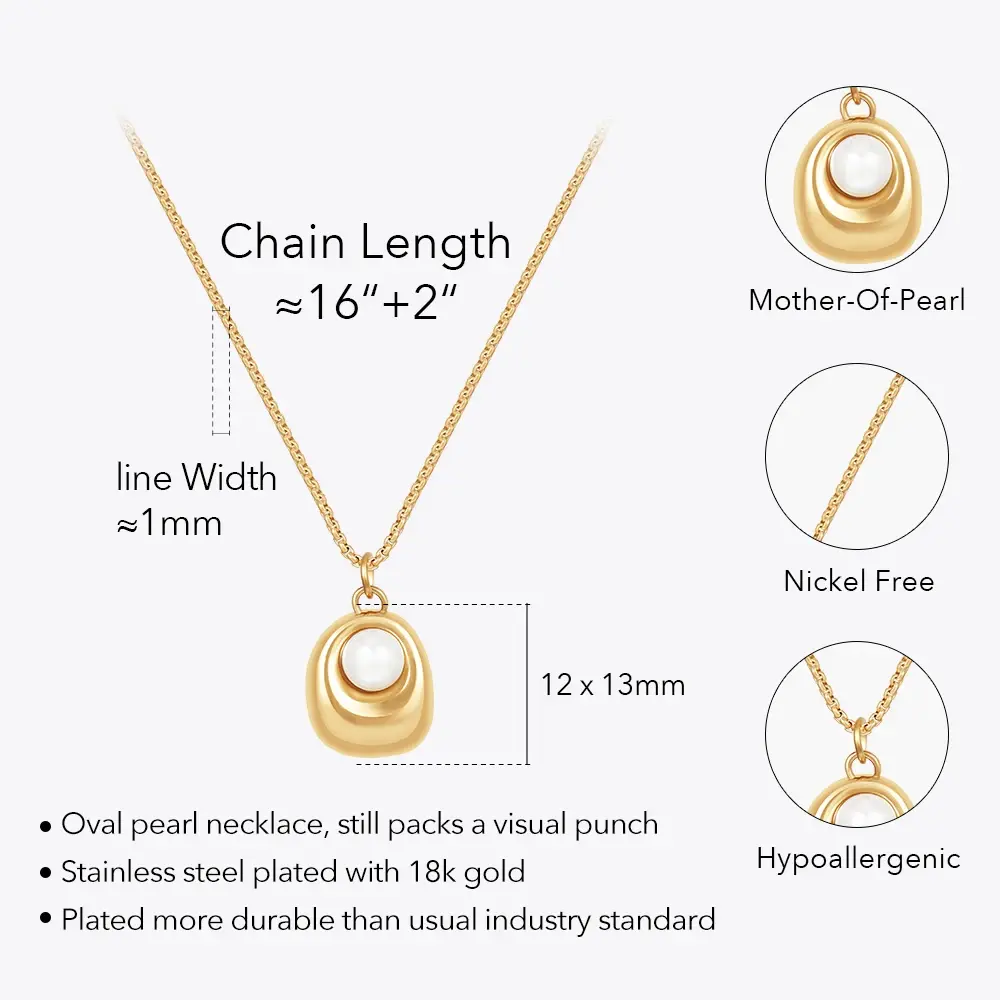 Chain Length
≈16“+2“
line Width
≈1mm
12 x 13mm
Mother-Of-Pearl
Nickel Free
Hypoallergenic
• Oval pearl necklace, still packs a visual punch
• Stainless steel plated with 18k gold
• Plated more durable than usual industry standard